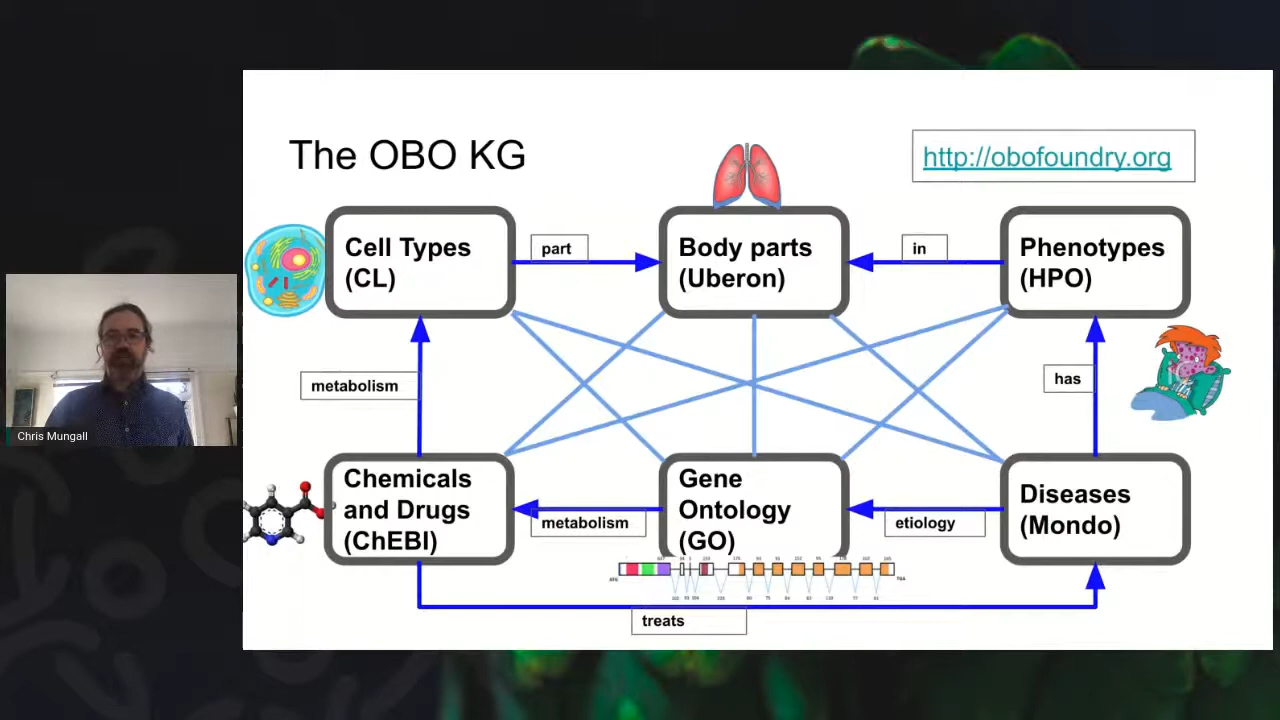 The OBO KG
http://obofoundry.org
Cell Types
(CL)
part
Body parts
(Uberon)
in
Phenotypes
(HPO)
metabolism
has
Chris Mungall
Chemicals
and Drugs
(ChEBI)
metabolism
Gene
Ontology
(GO)
etiology
Diseases
(Mondo)
treats